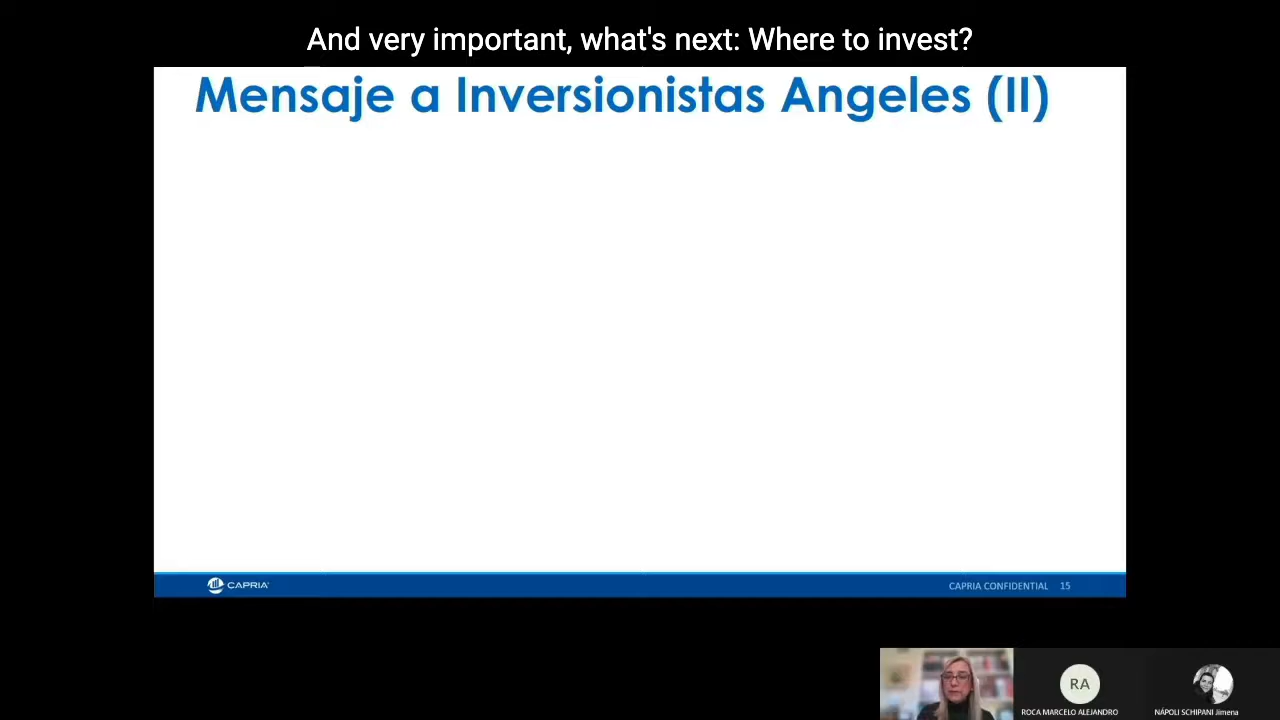 And very important, what's next: Where to invest?
Mensaje a Inversionistas Angeles (II)
CAPRIA
CAPRIA CONFIDENTIAL 15
RA
ROCA MARCELO ALEJANDRO
NÁPOLI SCHIPANI Jimena